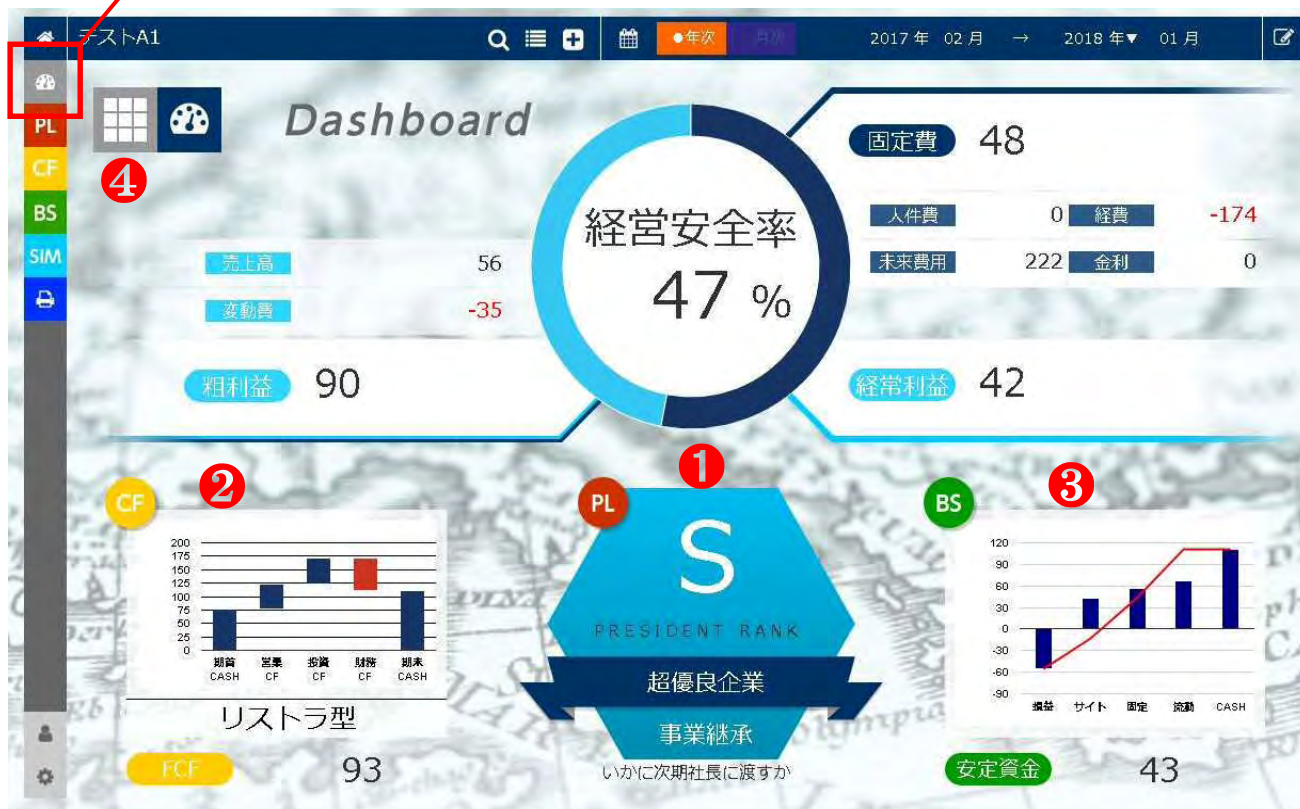 テストA1
●年次 月次
2017年 02月 → 2018年▼ 01月
PL
CF
BS
SIM
❹
Dashboard
経営安全率
47 %
売上高 56
変動費 -35
粗利益 90
固定費 48
人件費 0 経費 -174
未来費用 222 金利 0
経常利益 42
❷
CF
200
175
150
125
100
75
50
25
0
期首 営業 投資 財務 期末
CASH CF CF CF CASH
リストラ型
FCF 93
❶
PL
S
PRESIDENT RANK
超優良企業
事業継承
いかに次期社長に渡すか
❸
BS
120
90
60
30
0
-30
-60
-90
損益 サイト 固定 流動 CASH
安定資金 43